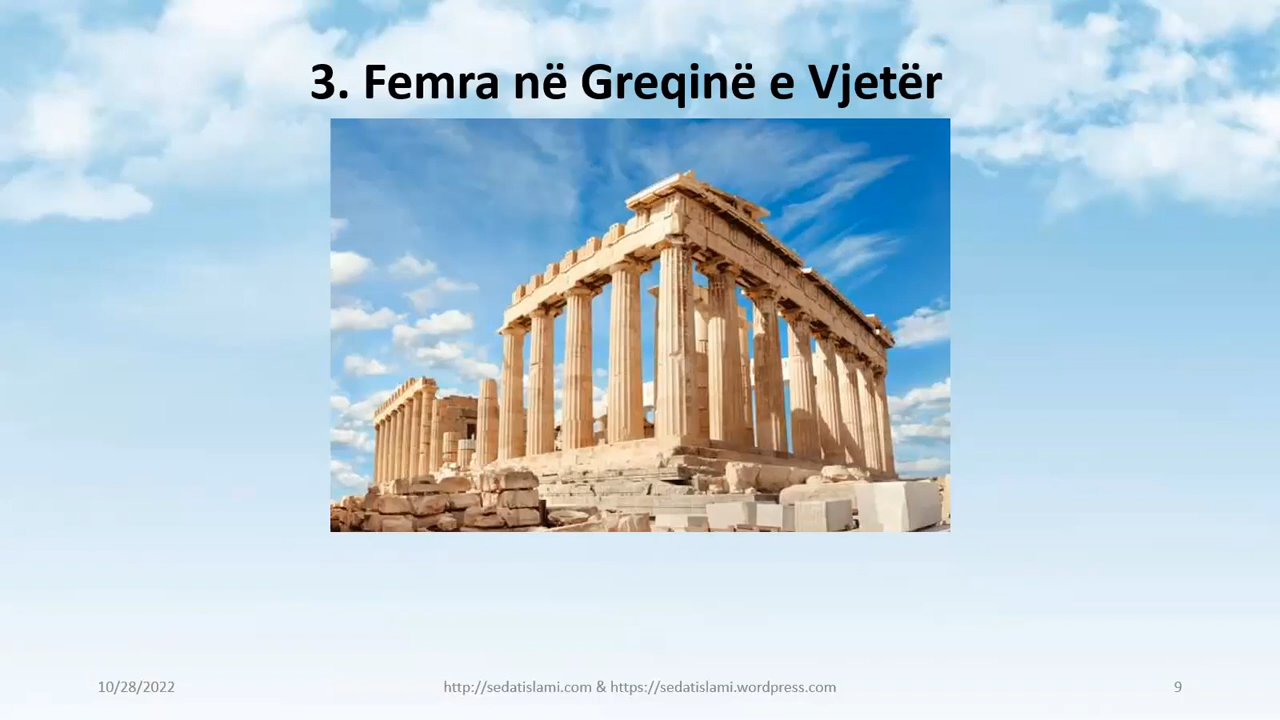 3. Femra në Greqinë e Vjetër
10/28/2022
http://sedatislami.com & https://sedatislami.wordpress.com
9